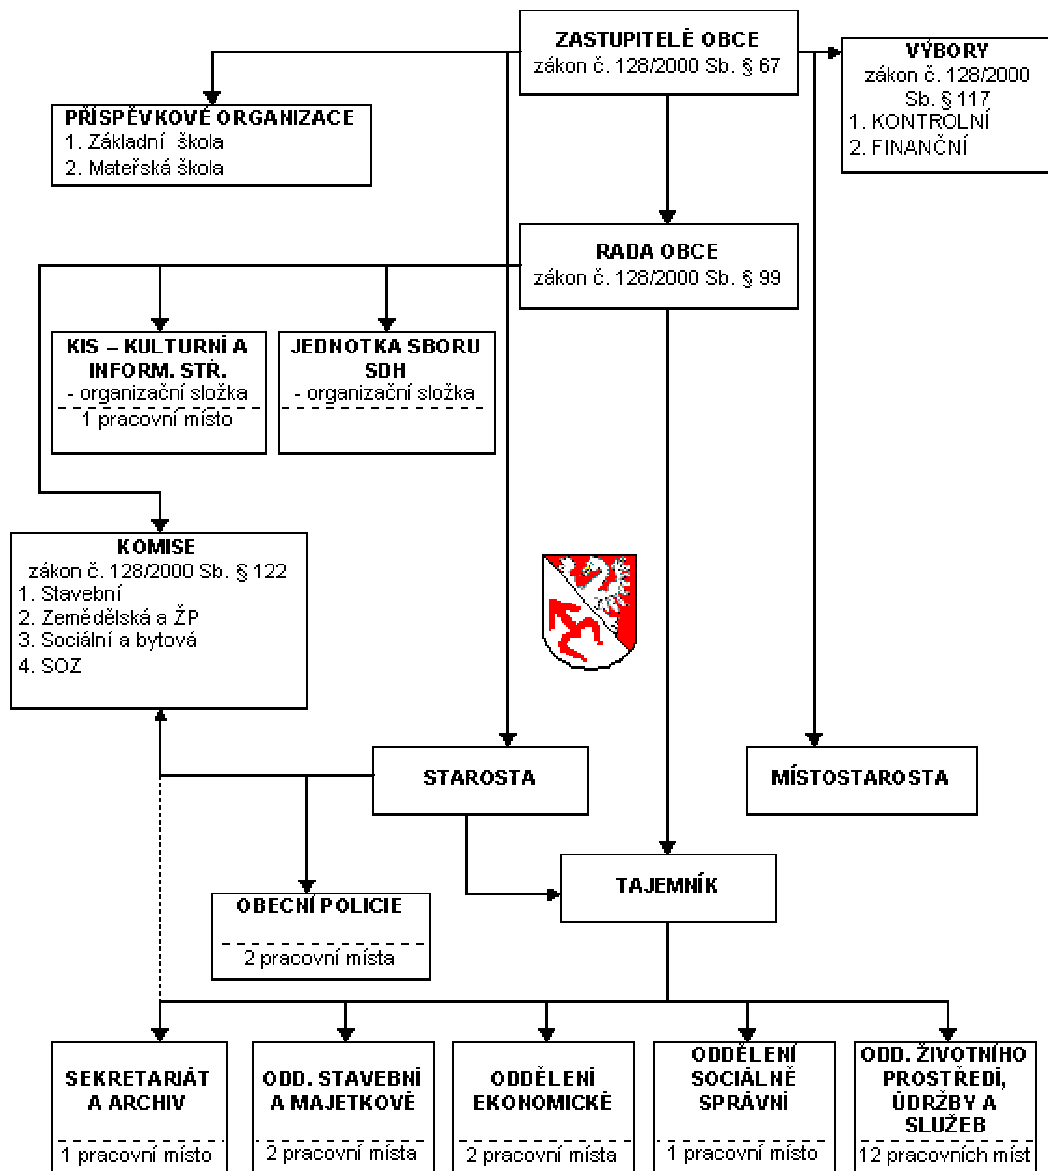 ZASTUPITELÉ OBCE
zákon č. 128/2000 Sb. § 67
VÝBORY
zákon č. 128/2000
Sb. § 117
1. KONTROLNÍ
2. FINANČNÍ
PŘÍSPĚVKOVÉ ORGANIZACE
1. Základní škola
2. Mateřská škola
RADA OBCE
zákon č. 128/2000 Sb. § 99
KIS – KULTURNÍ A
INFORM. STŘ.
- organizační složka
1 pracovní místo
JEDNOTKA SBORU
SDH
- organizační složka
KOMISE
zákon č. 128/2000 Sb. § 122
1. Stavební
2. Zemědělská a ŽP
3. Sociální a bytová
4. SOZ
STAROSTA
MÍSTOSTAROSTA
TAJEMNÍK
OBECNÍ POLICIE
2 pracovní místa
SEKRETARIÁT
A ARCHIV
1 pracovní místo
ODD. STAVEBNÍ
A MAJETKOVÉ
2 pracovní místa
ODDĚLENÍ
EKONOMICKÉ
2 pracovní místa
ODDĚLENÍ
SOCIÁLNĚ
SPRÁVNÍ
1 pracovní místo
ODD. ŽIVOTNÍHO
PROSTŘEDÍ,
ÚDRŽBY A
SLUŽEB
12 pracovních míst